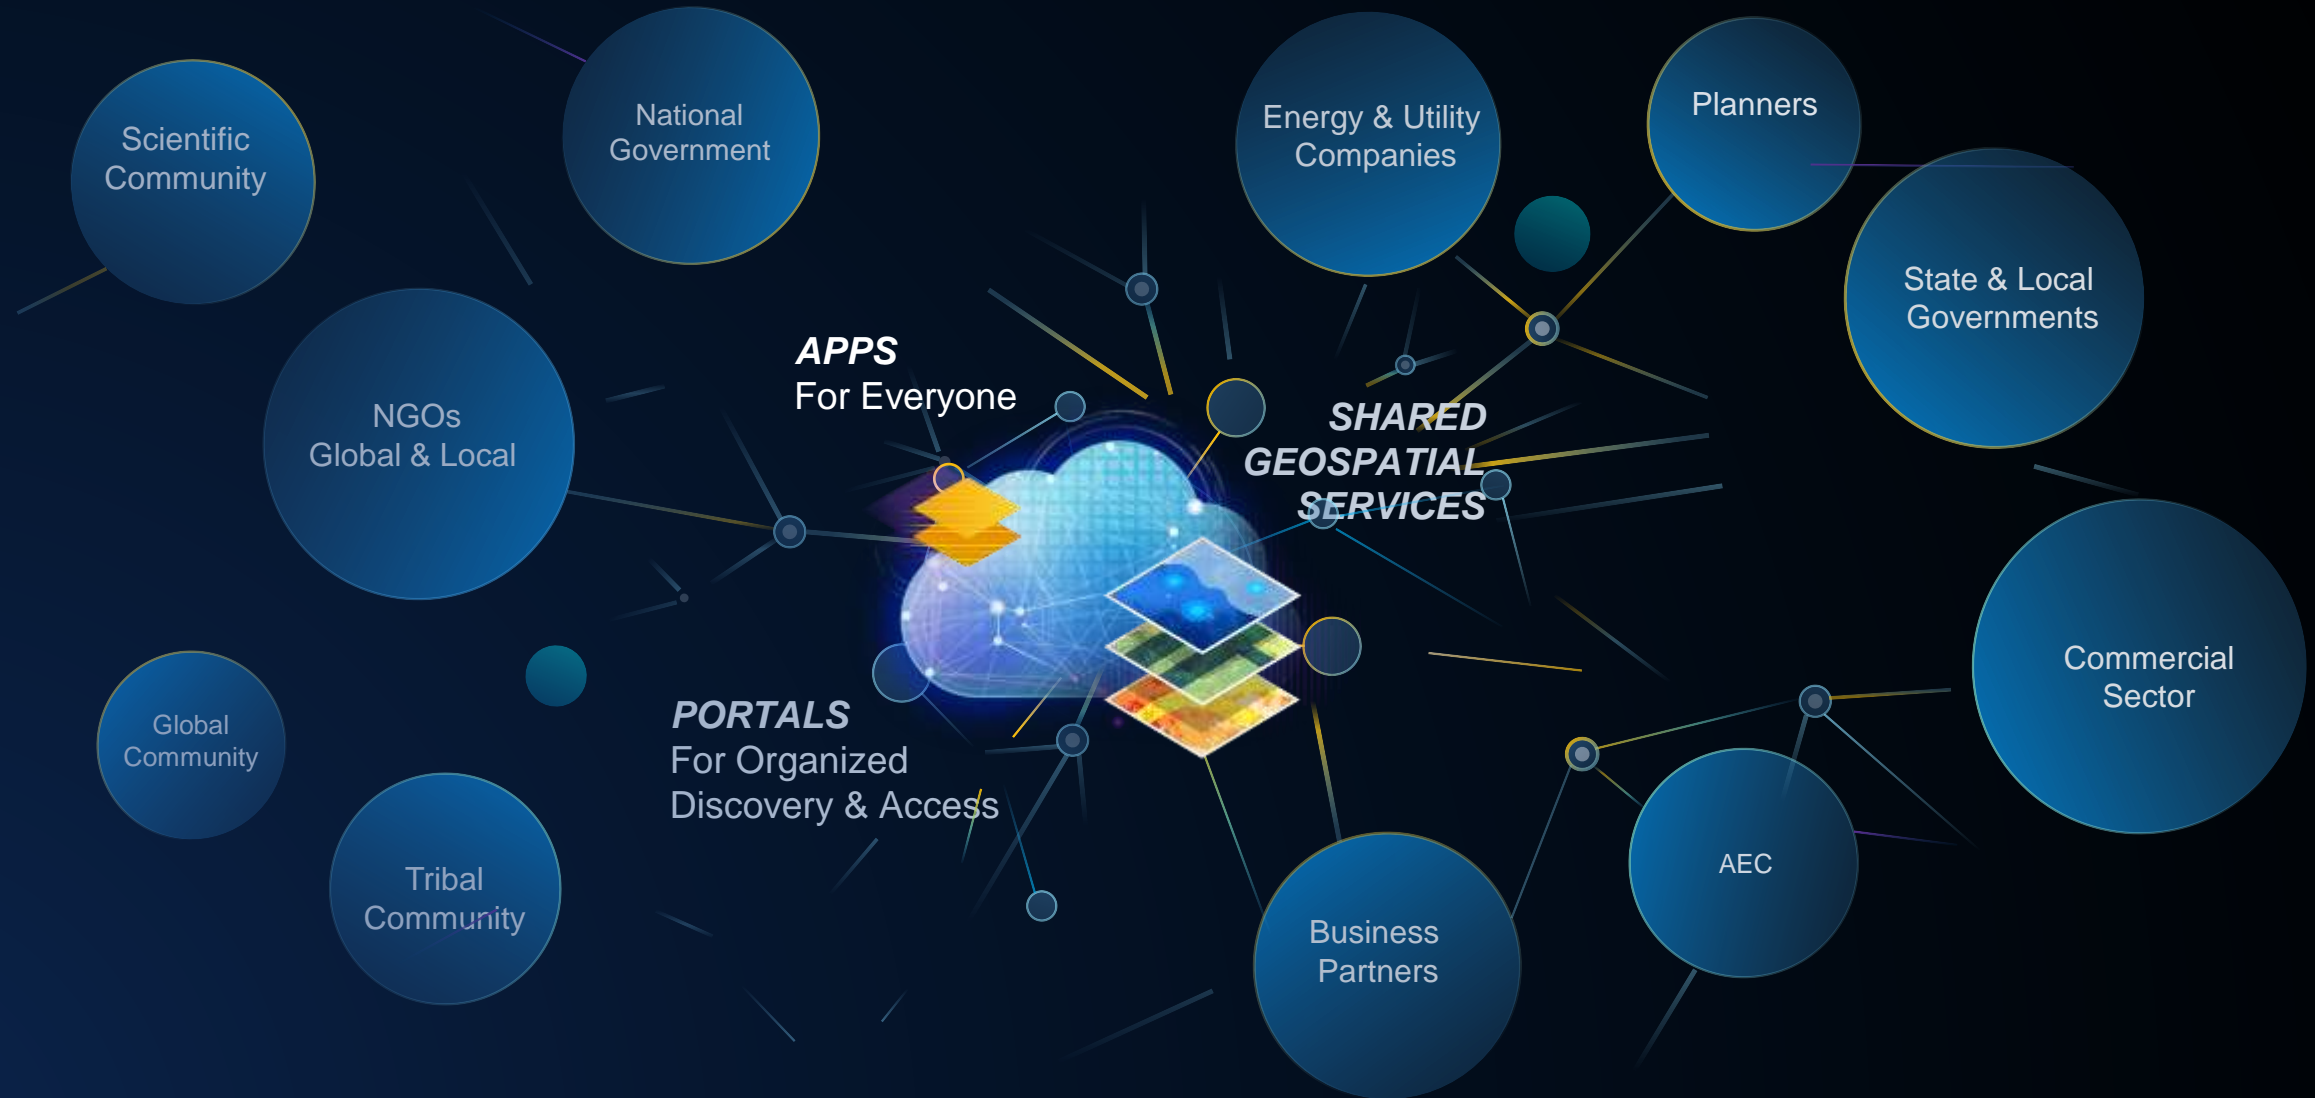 Scientific
Community
National
Government
Energy & Utility
Companies
Planners
State & Local
Governments
NGOs
Global & Local
APPS
For Everyone
SHARED
GEOSPATIAL
SERVICES
Commercial
Sector
Global
Community
PORTALS
For Organized
Discovery & Access
Tribal
Community
AEC
Business
Partners